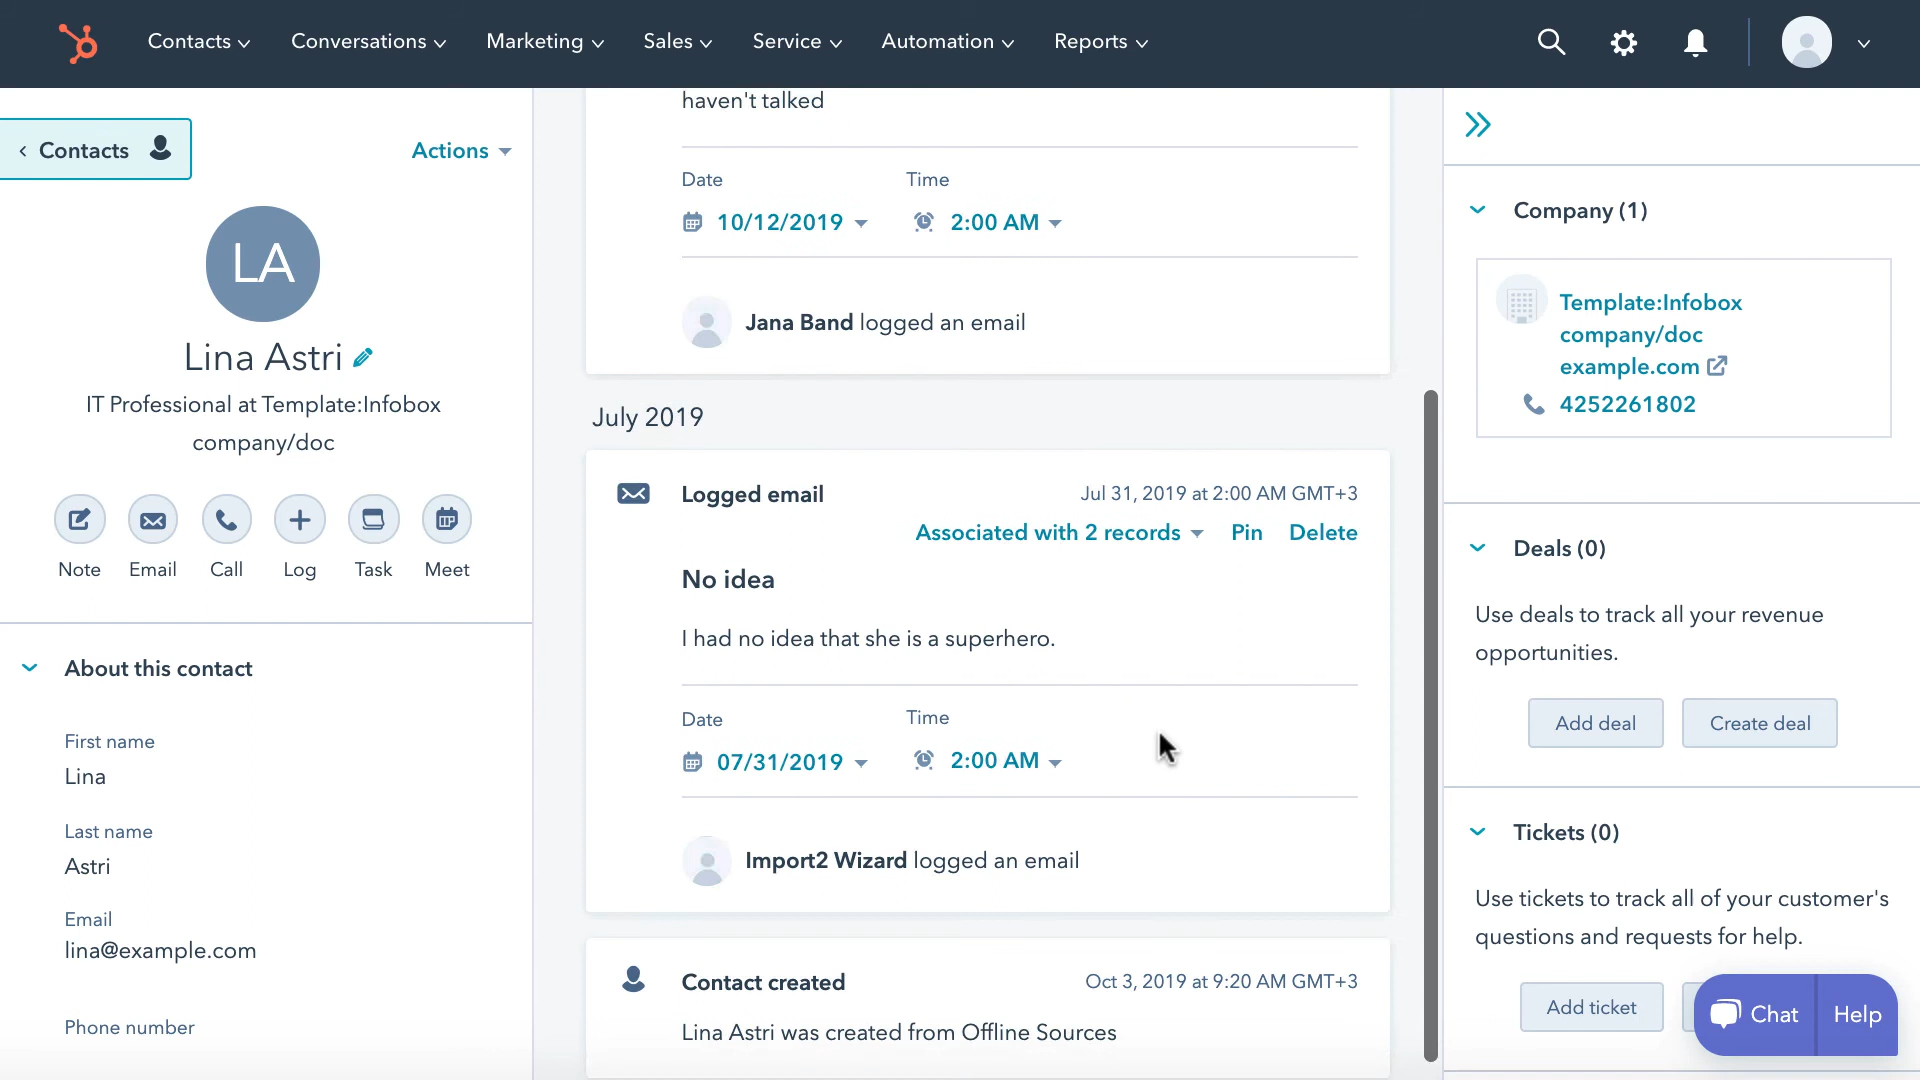 Contacts
Conversations
Marketing
Sales
Service
Automation
Reports
Contacts
Actions
LA
Lina Astri
IT Professional at Template:Infobox
company/doc
Note
Email
Call
Log
Task
Meet
About this contact
First name
Lina
Last name
Astri
Email
lina@example.com
Phone number
haven't talked
Date
Time
10/12/2019
2:00 AM
Jana Band logged an email
July 2019
Logged email
Jul 31, 2019 at 2:00 AM GMT+3
Associated with 2 records
Pin
Delete
No idea
I had no idea that she is a superhero.
Date
Time
07/31/2019
2:00 AM
Import2 Wizard logged an email
Contact created
Oct 3, 2019 at 9:20 AM GMT+3
Lina Astri was created from Offline Sources
Company (1)
Template:Infobox
company/doc
example.com
4252261802
Deals (0)
Use deals to track all your revenue
opportunities.
Add deal
Create deal
Tickets (0)
Use tickets to track all of your customer's
questions and requests for help.
Add ticket
Chat
Help